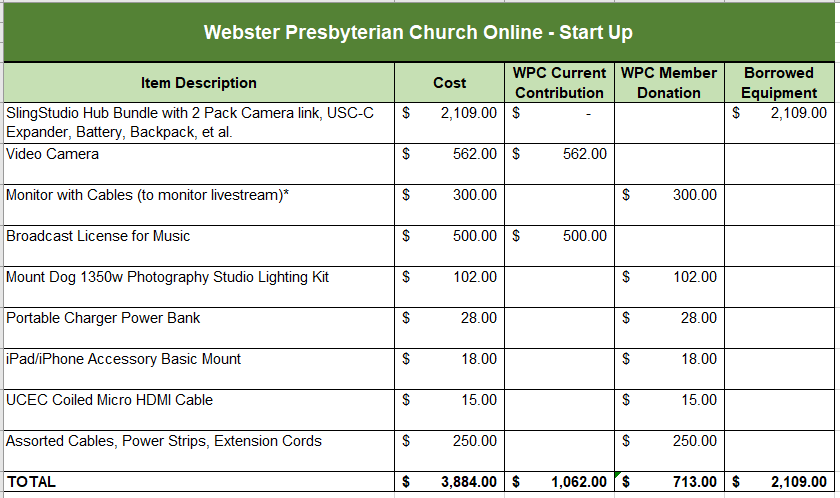 Webster Presbyterian Church Online - Start Up
Item Description Cost WPC Current Contribution WPC Member Donation Borrowed Equipment
SlingStudio Hub Bundle with 2 Pack Camera link, USC-C $ 2,109.00 $ - $ 2,109.00
Expander, Battery, Backpack, et al.
Video Camera $ 562.00 $ 562.00
Monitor with Cables (to monitor livestream)* $ 300.00 $ 300.00
Broadcast License for Music $ 500.00 $ 500.00
Mount Dog 1350w Photography Studio Lighting Kit $ 102.00 $ 102.00
Portable Charger Power Bank $ 28.00 $ 28.00
iPad/iPhone Accessory Basic Mount $ 18.00 $ 18.00
UCEC Coiled Micro HDMI Cable $ 15.00 $ 15.00
Assorted Cables, Power Strips, Extension Cords $ 250.00 $ 250.00
TOTAL $ 3,884.00 $ 1,062.00 $ 713.00 $ 2,109.00